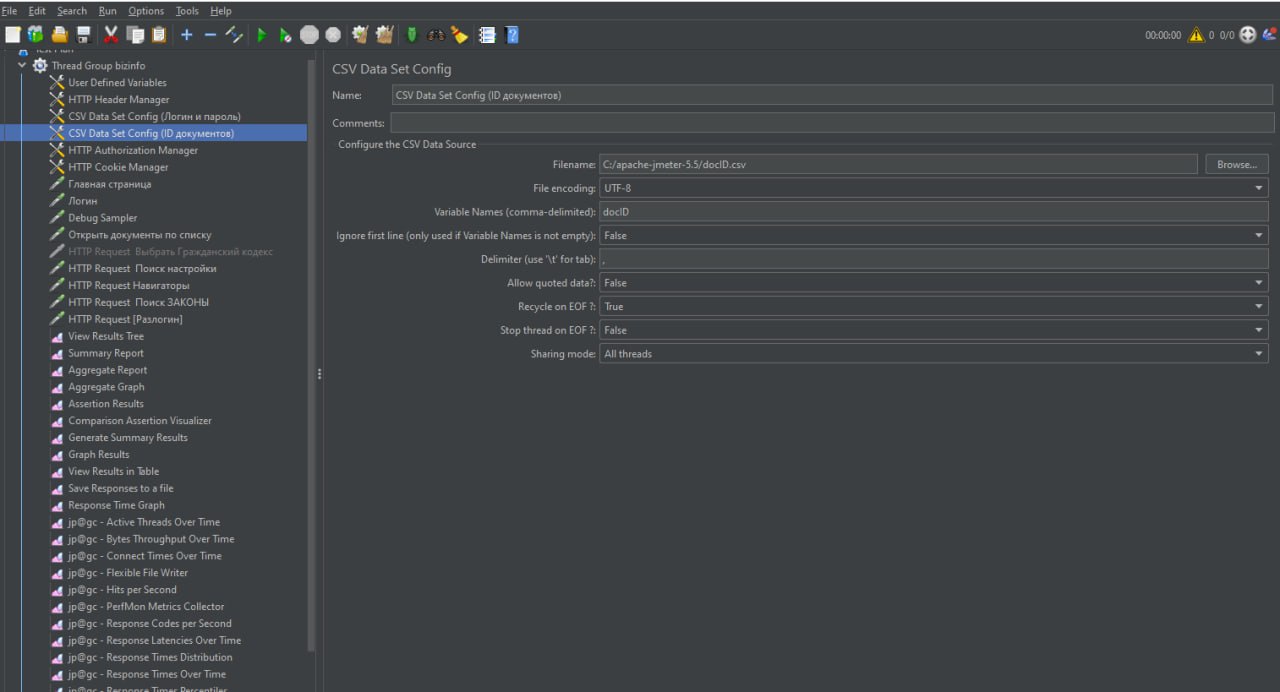 File Edit Search Run Options Tools Help
00:00:00 0 0/0
Test Plan
Thread Group bizinfo
User Defined Variables
HTTP Header Manager
CSV Data Set Config (Логин и пароль)
CSV Data Set Config (ID документов)
HTTP Authorization Manager
HTTP Cookie Manager
Главная страница
Логин
Debug Sampler
Открыть документы по списку
HTTP Request Выбрать Гражданский кодекс
HTTP Request Поиск настройки
HTTP Request Навигаторы
HTTP Request Поиск ЗАКОНЫ
HTTP Request [Разлогин]
View Results Tree
Summary Report
Aggregate Report
Aggregate Graph
Assertion Results
Comparison Assertion Visualizer
Generate Summary Results
Graph Results
View Results in Table
Save Responses to a file
Response Time Graph
jp@gc - Active Threads Over Time
jp@gc - Bytes Throughput Over Time
jp@gc - Connect Times Over Time
jp@gc - Flexible File Writer
jp@gc - Hits per Second
jp@gc - PerfMon Metrics Collector
jp@gc - Response Codes per Second
jp@gc - Response Latencies Over Time
jp@gc - Response Times Distribution
jp@gc - Response Times Over Time
jp@gc - Response Times Percentiles
CSV Data Set Config
Name: CSV Data Set Config (ID документов)
Comments:
Configure the CSV Data Source
Filename: C:/apache-jmeter-5.5/docID.csv Browse...
File encoding: UTF-8
Variable Names (comma-delimited): docID
Ignore first line (only used if Variable Names is not empty): False
Delimiter (use '\t' for tab): ,
Allow quoted data?: False
Recycle on EOF ?: True
Stop thread on EOF ?: False
Sharing mode: All threads